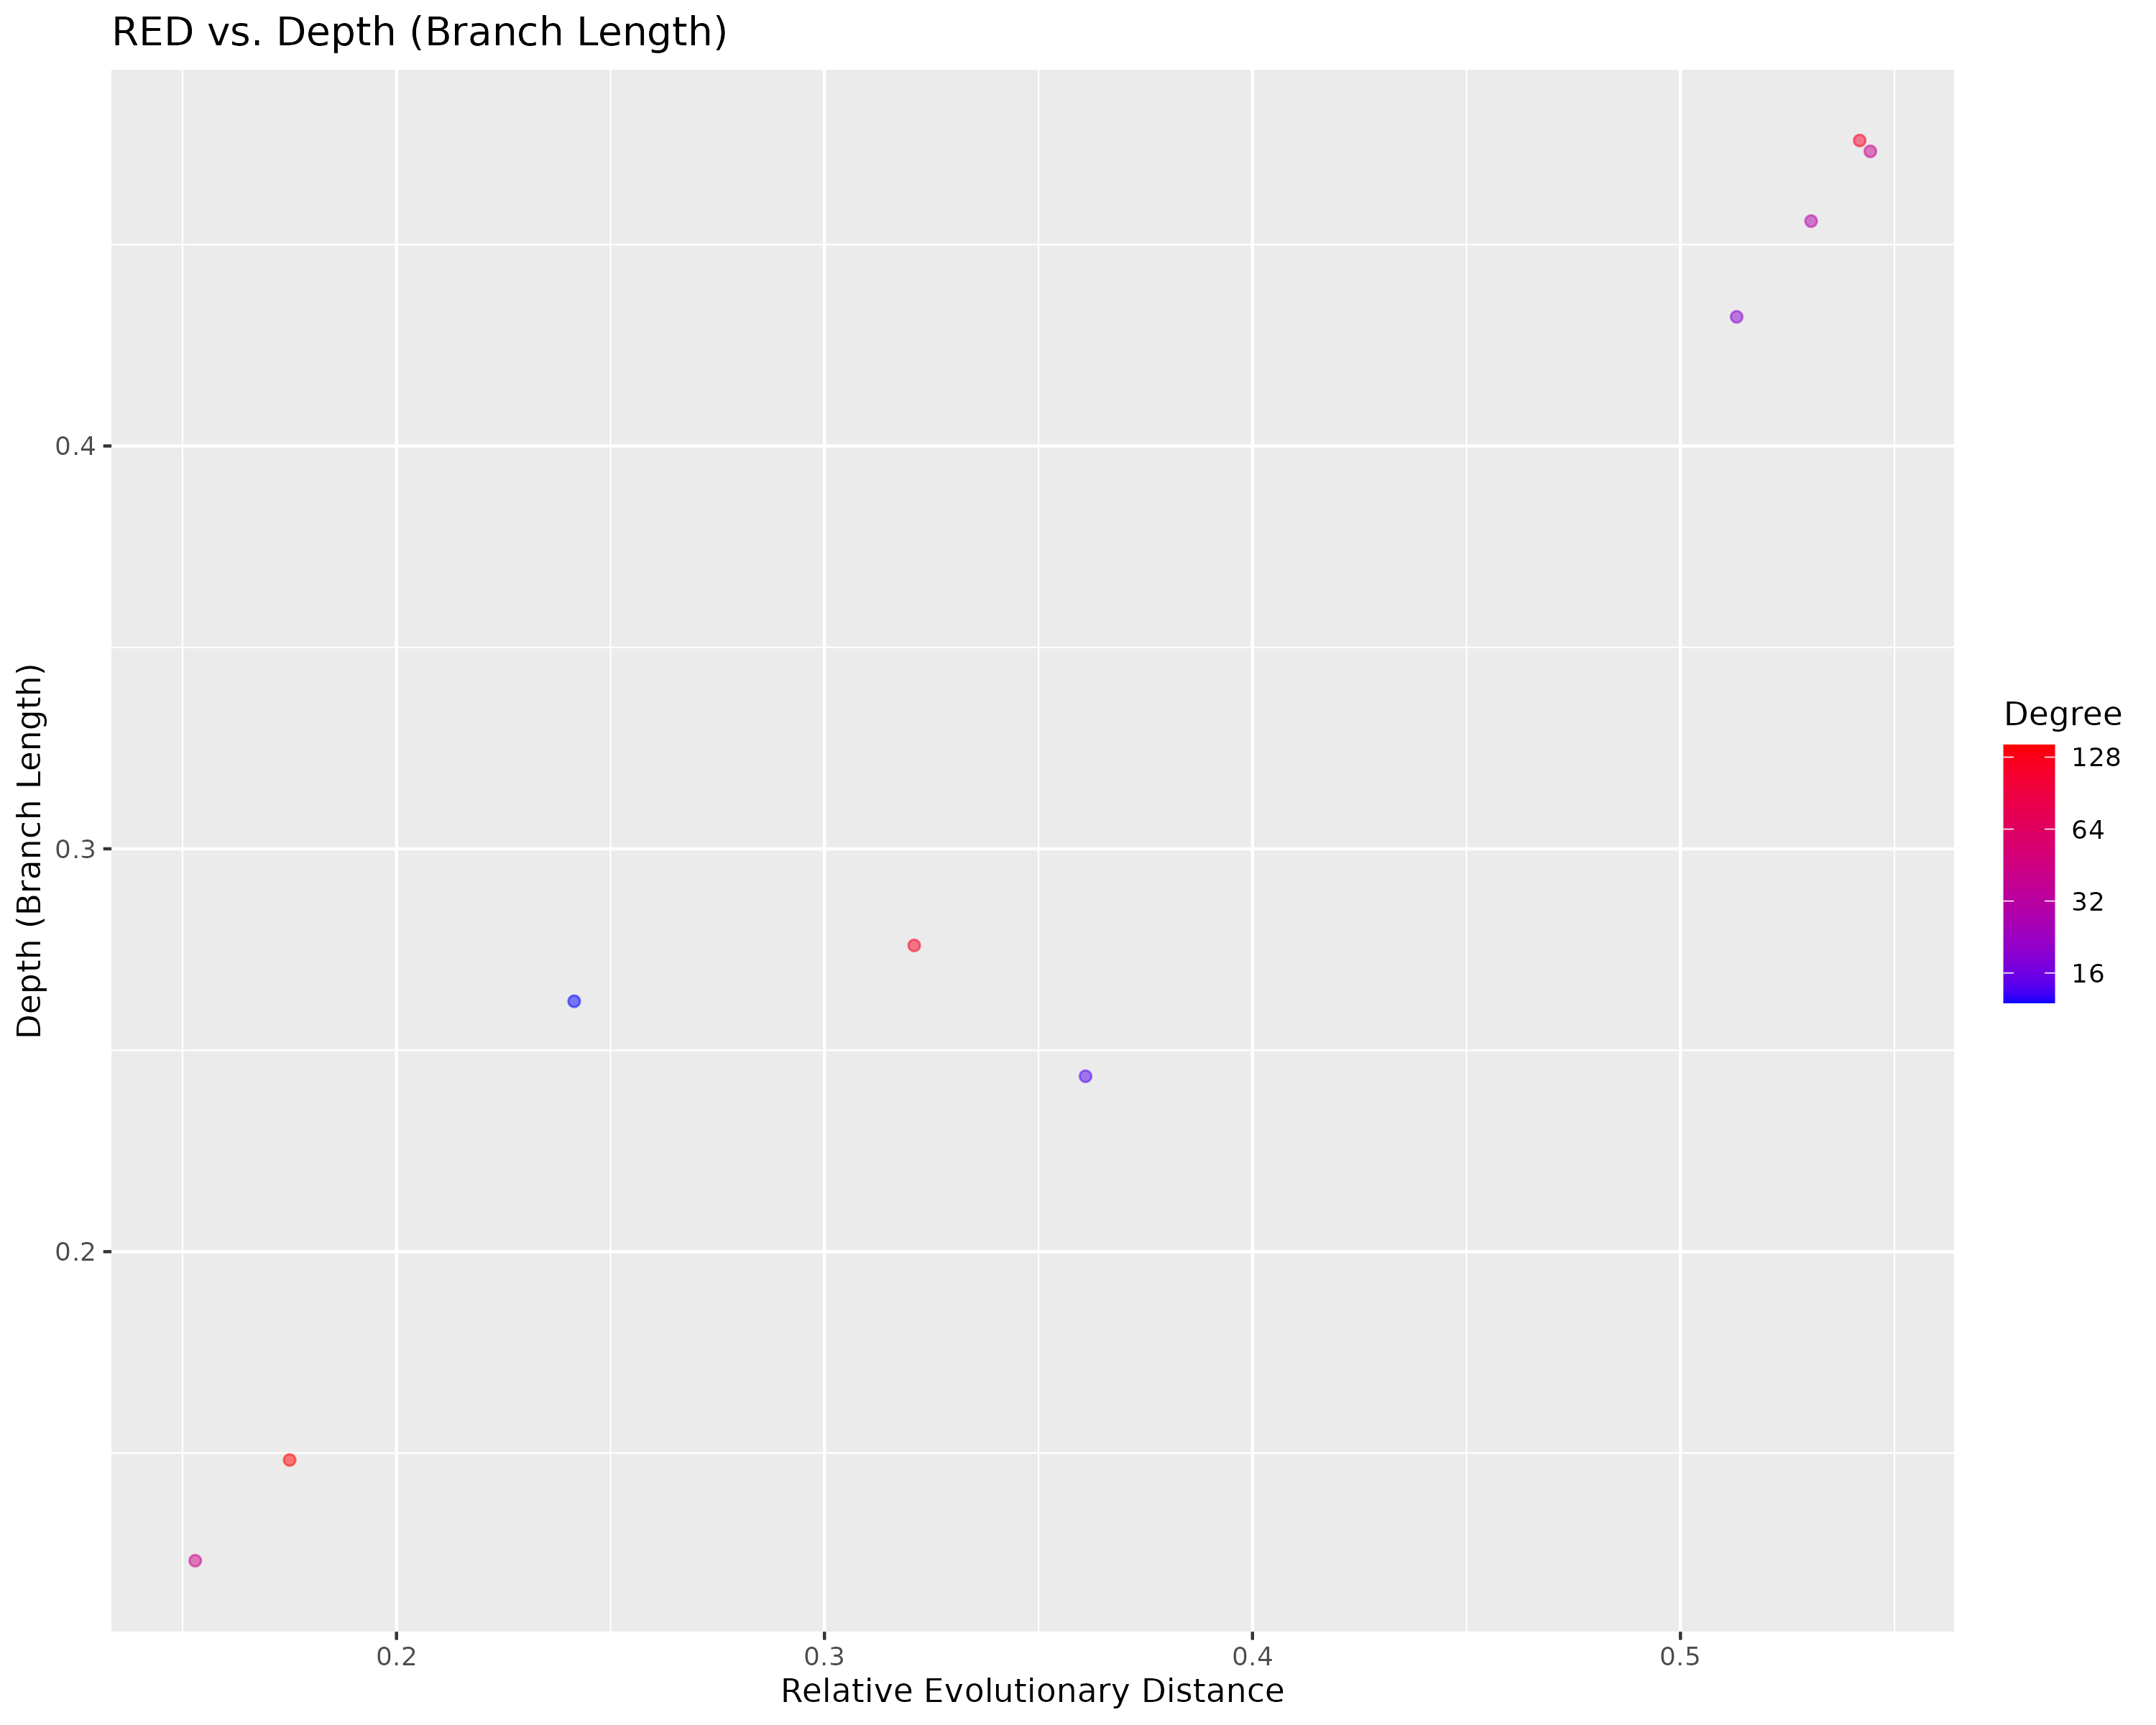 RED vs. Depth (Branch Length)
Depth (Branch Length)
0.4
0.3
0.2
0.2
0.3
0.4
0.5
Relative Evolutionary Distance
Degree
128
64
32
16